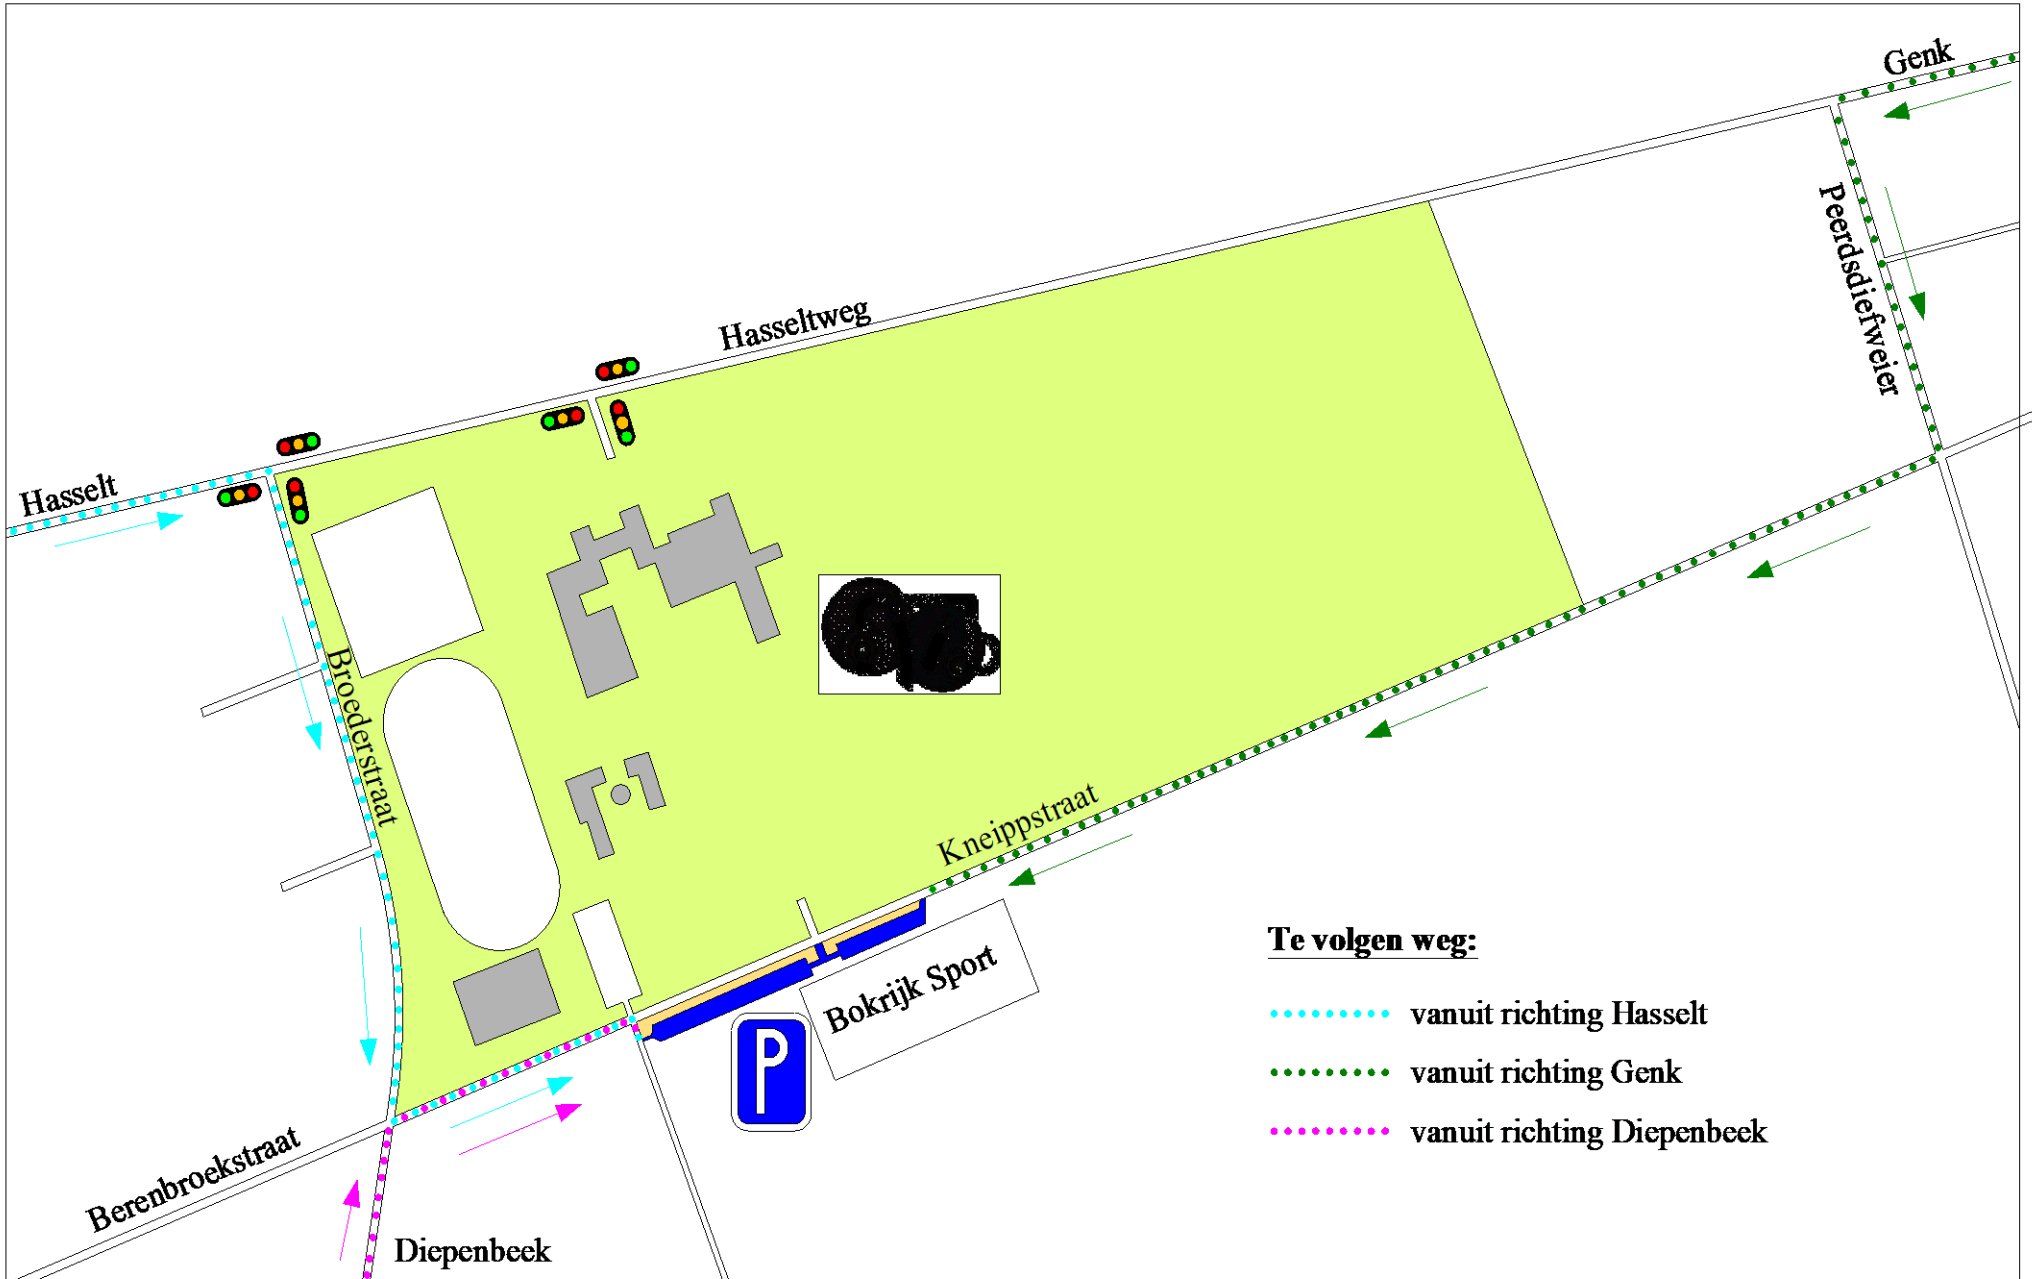 Genk
Peerdsdiefweier
Hasseltweg
Hasselt
Broederstraat
Kneippstraat
Bokrijk Sport
P
Te volgen weg:
vanuit richting Hasselt
vanuit richting Genk
vanuit richting Diepenbeek
Berenbroekstraat
Diepenbeek